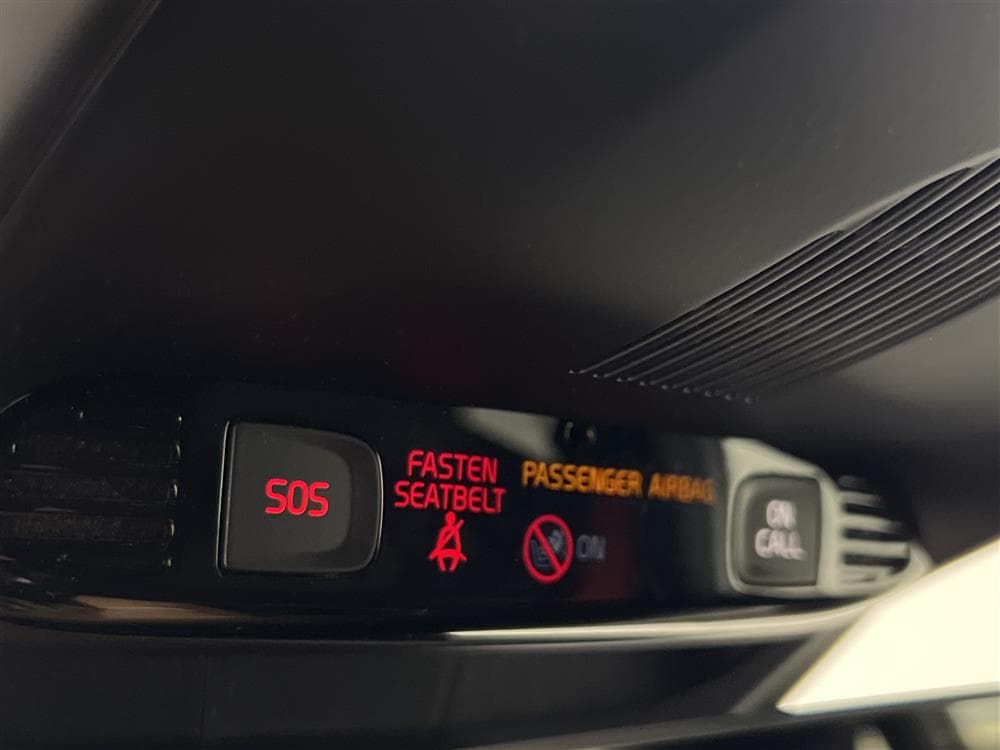 SOS
FASTEN
SEATBELT
PASSENGER AIRBAG
ON
ON
CALL